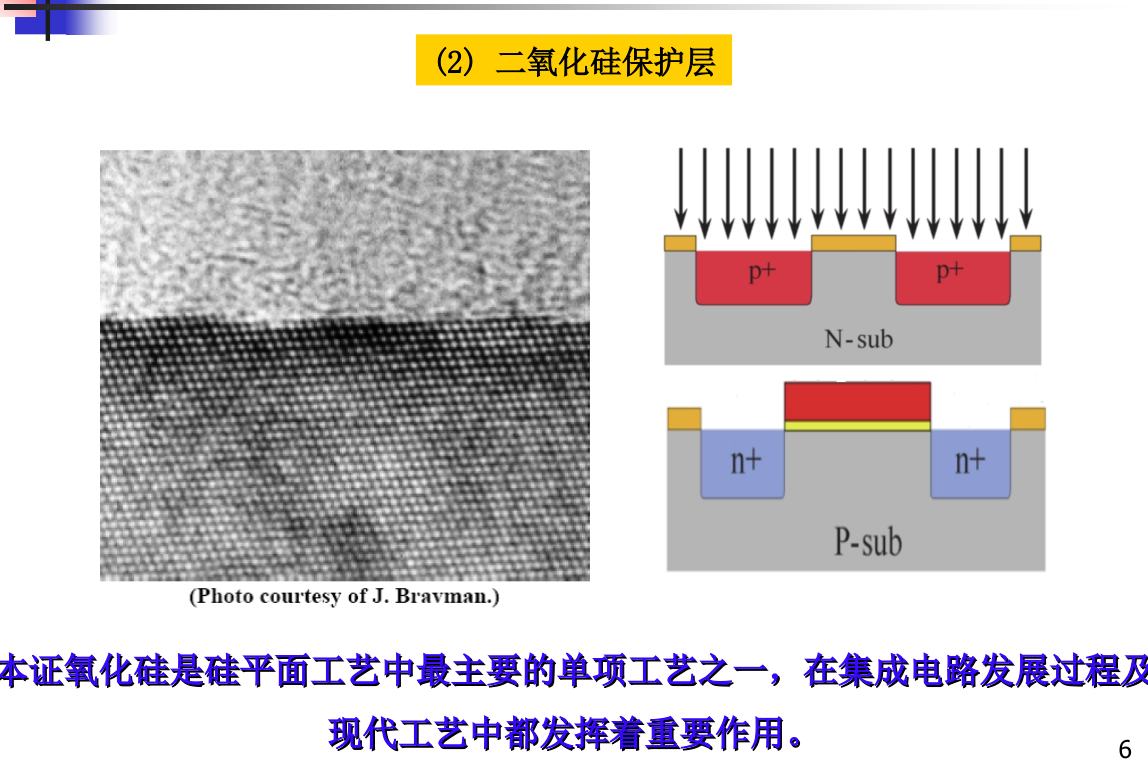 (2) 二氧化硅保护层
p+ p+
N-sub
n+ n+
P-sub
(Photo courtesy of J. Bravman.)
本证氧化硅是硅平面工艺中最主要的单项工艺之一，在集成电路发展过程及
现代工艺中都发挥着重要作用。
6